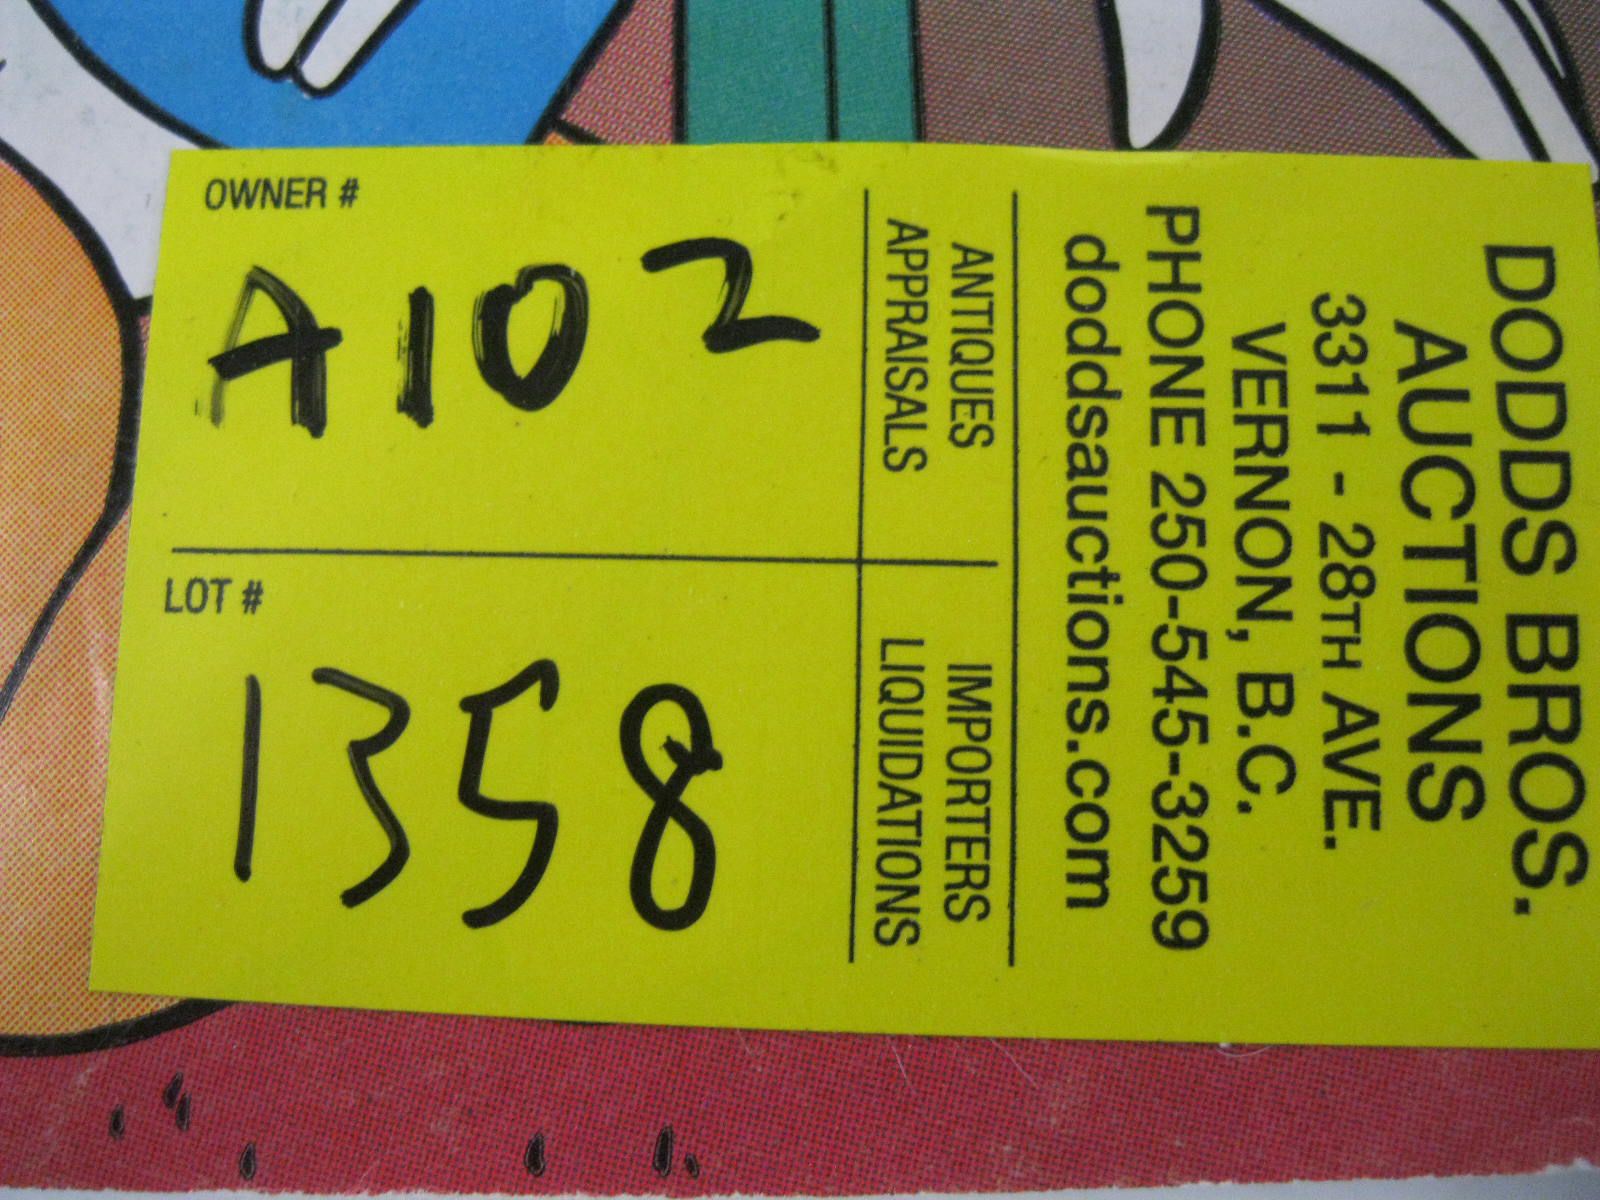 DODDS BROS.
AUCTIONS
3311 - 28TH AVE.
VERNON, B.C.
PHONE 250-545-3259
doddsauctions.com
ANTIQUES
APPRAISALS
IMPORTERS
LIQUIDATIONS
OWNER #
A102
LOT #
1358